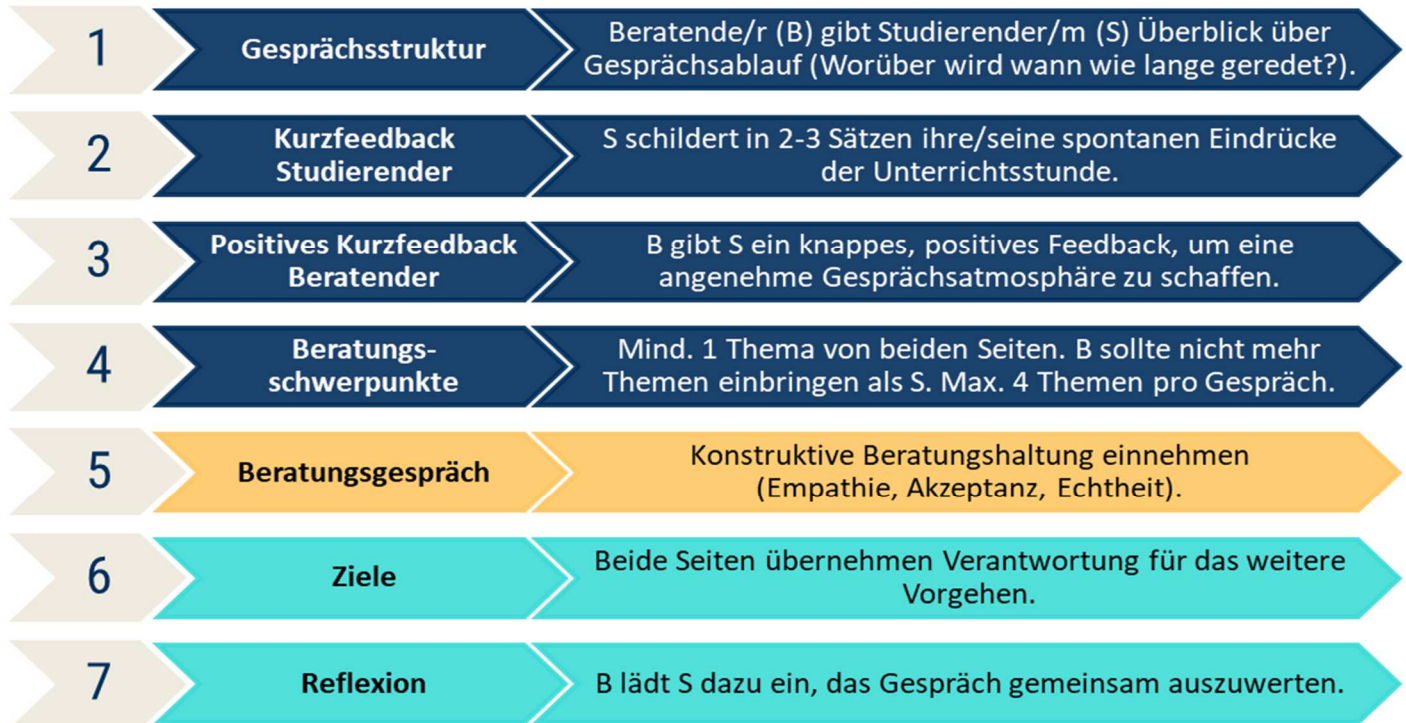 1
Gesprächsstruktur
Beratende/r (B) gibt Studierender/m (S) Überblick über
Gesprächsablauf (Worüber wird wann wie lange geredet?).
2
Kurzfeedback
Studierender
S schildert in 2-3 Sätzen ihre/seine spontanen Eindrücke
der Unterrichtsstunde.
3
Positives Kurzfeedback
Beratender
B gibt S ein knappes, positives Feedback, um eine
angenehme Gesprächsatmosphäre zu schaffen.
4
Beratungs-
schwerpunkte
Mind. 1 Thema von beiden Seiten. B sollte nicht mehr
Themen einbringen als S. Max. 4 Themen pro Gespräch.
5
Beratungsgespräch
Konstruktive Beratungshaltung einnehmen
(Empathie, Akzeptanz, Echtheit).
6
Ziele
Beide Seiten übernehmen Verantwortung für das weitere
Vorgehen.
7
Reflexion
B lädt S dazu ein, das Gespräch gemeinsam auszuwerten.